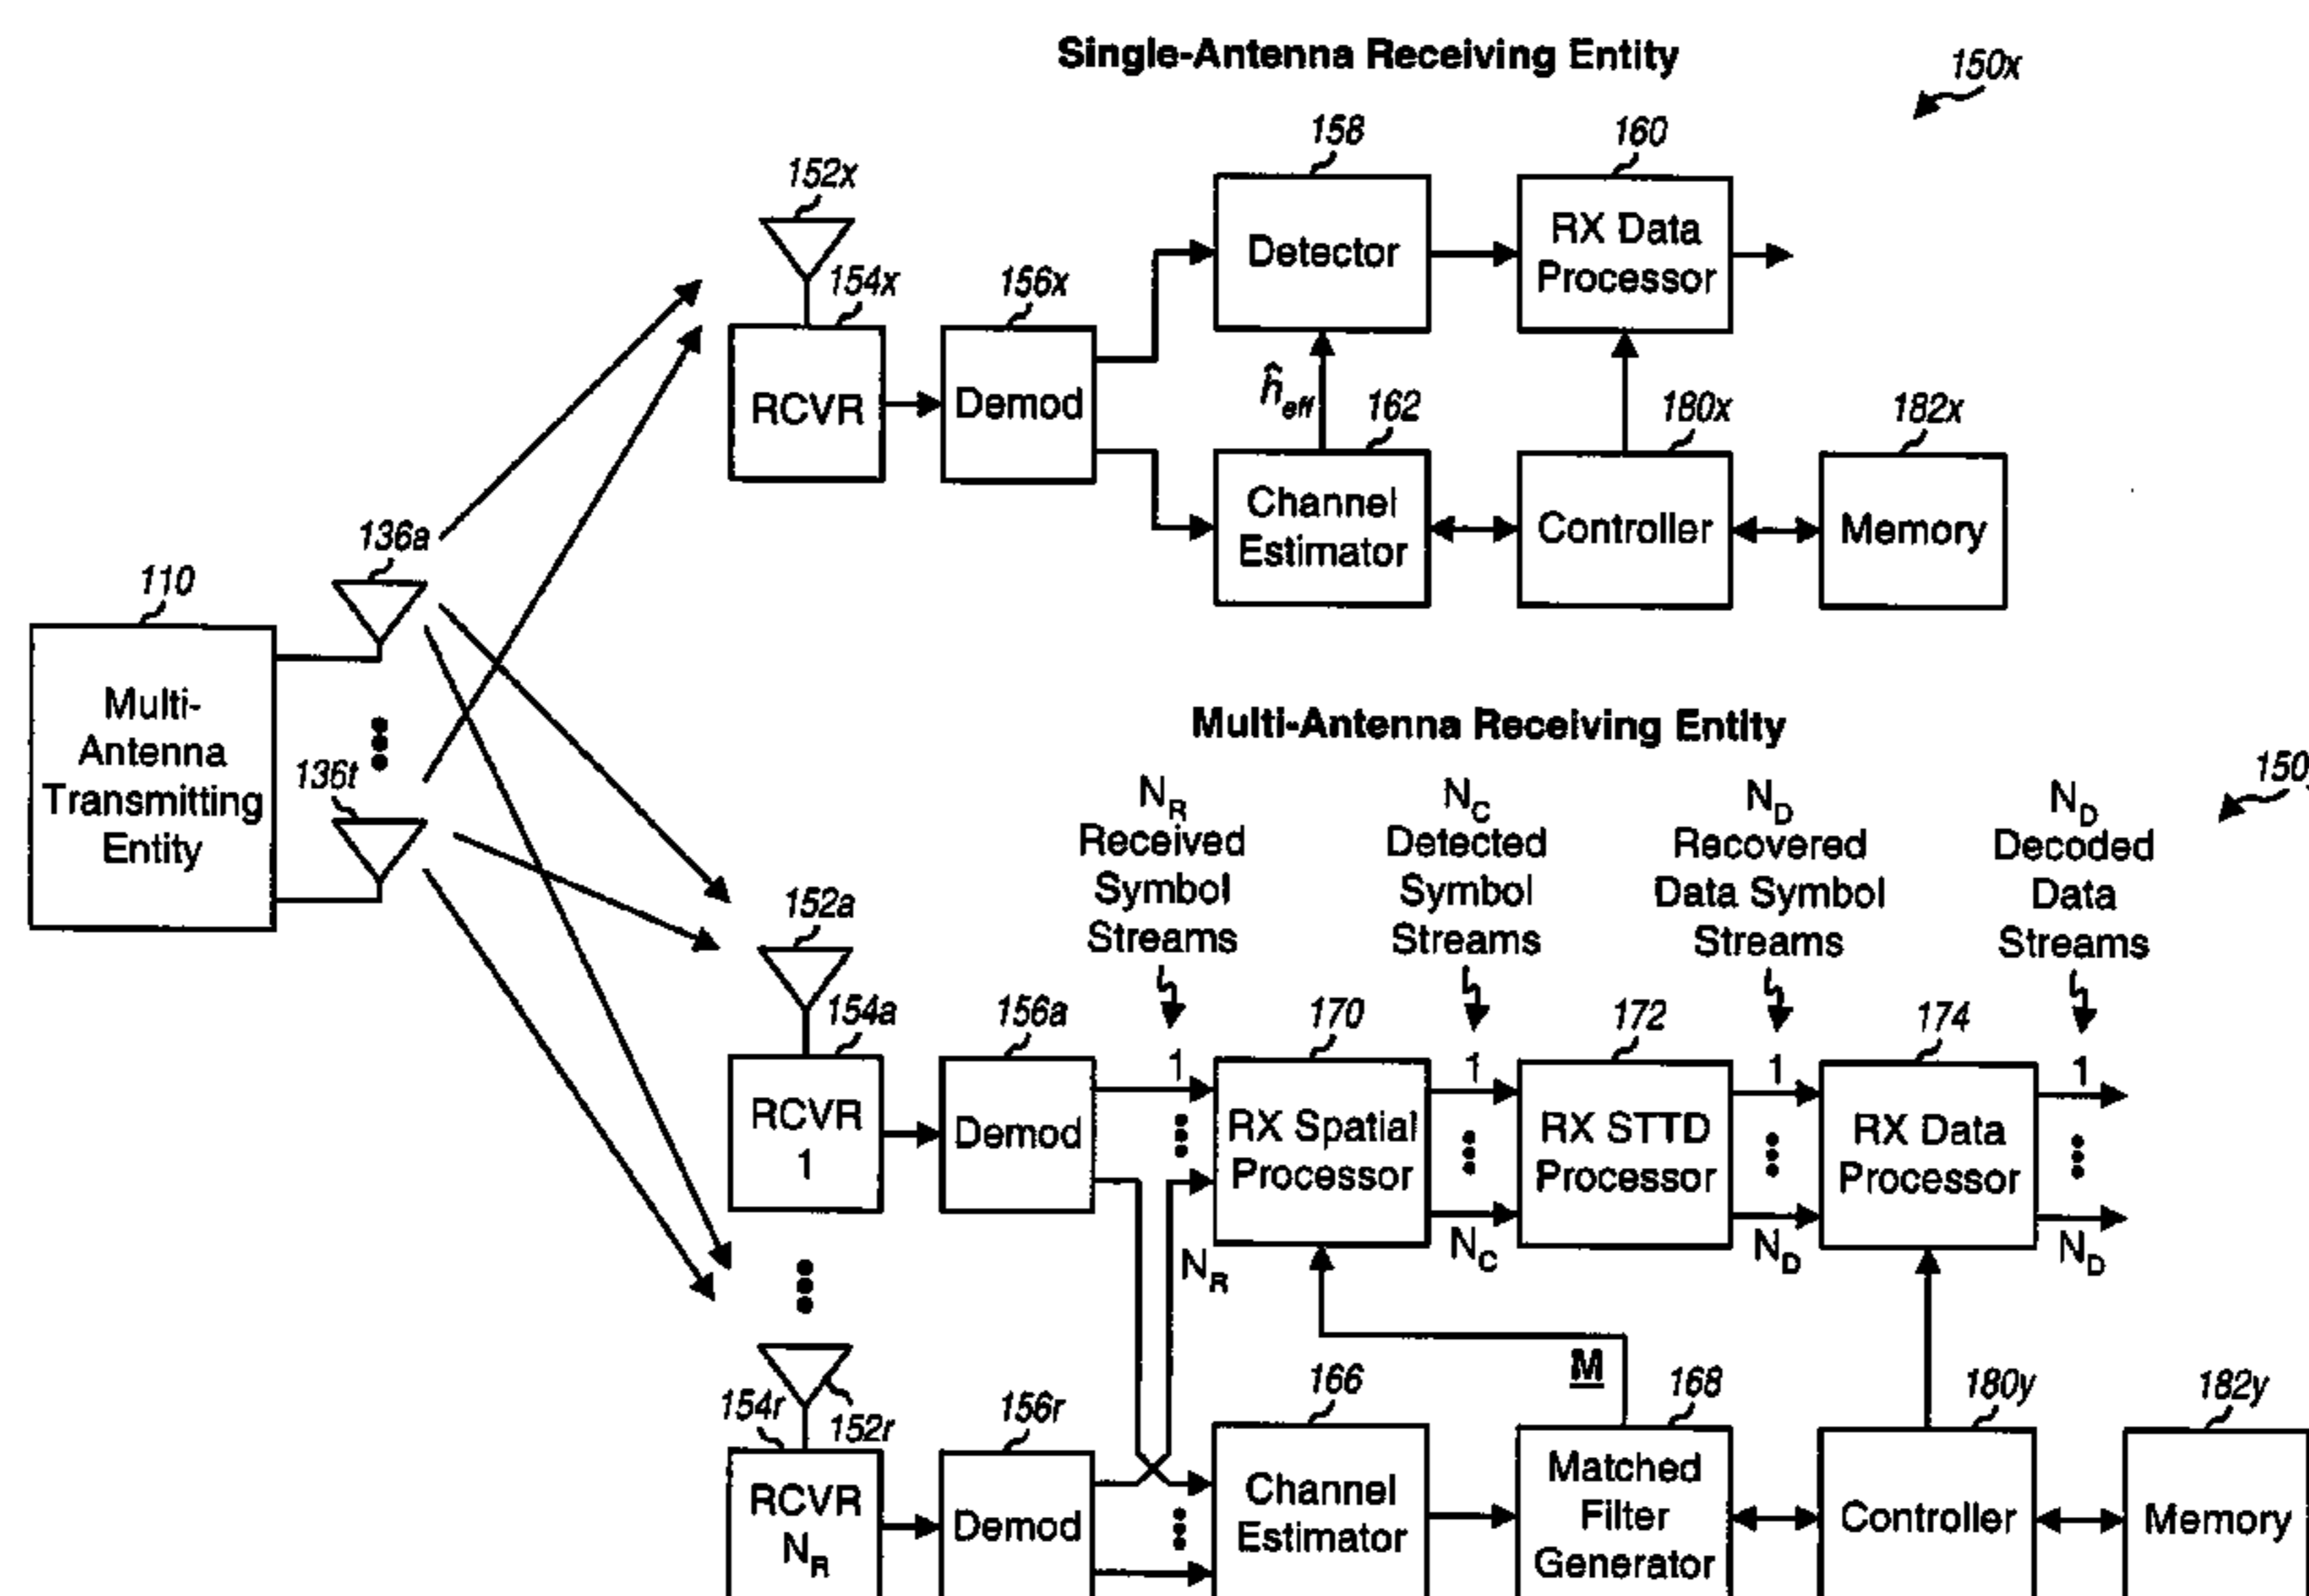 Single-Antenna Receiving Entity
150x
158
160
152x
Detector
RX Data
Processor
154x
156x
RCVR
Demod
ĥeff
162
180x
182x
Channel
Estimator
Controller
Memory
136a
110
Multi-
Antenna
Transmitting
Entity
136t
Multi-Antenna Receiving Entity
150
NR
Received
Symbol
Streams
NC
Detected
Symbol
Streams
ND
Recovered
Data Symbol
Streams
ND
Decoded
Data
Streams
152a
154a
156a
170
172
174
RCVR
1
Demod
1
RX Spatial
Processor
1
RX STTD
Processor
1
RX Data
Processor
1
NR
NC
ND
ND
M
154r
152r
156r
166
168
180y
182y
RCVR
NR
Demod
Channel
Estimator
Matched
Filter
Generator
Controller
Memory